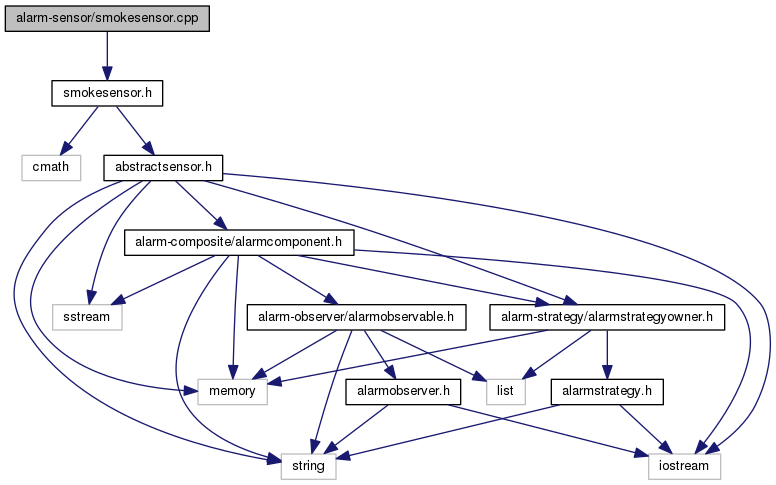 alarm-sensor/smokesensor.cpp
smokesensor.h
cmath
abstractsensor.h
alarm-composite/alarmcomponent.h
sstream
alarm-observer/alarmobservable.h
alarm-strategy/alarmstrategyowner.h
memory
alarmobserver.h
list
alarmstrategy.h
string
iostream